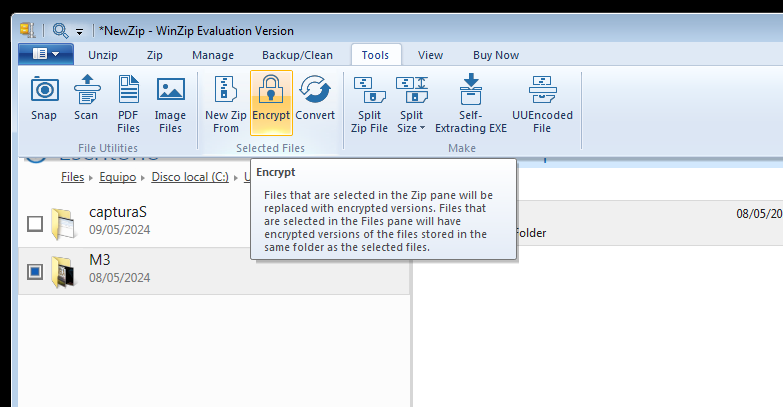 *NewZip - WinZip Evaluation Version
Unzip Zip Manage Backup/Clean Tools View Buy Now
Snap Scan PDF Files Image Files New Zip From Encrypt Convert Split Zip File Split Size Self-Extracting EXE UUEncoded File
File Utilities Selected Files Make
Escritorio
Files Equipo Disco local (C:)
Encrypt
Files that are selected in the Zip pane will be
replaced with encrypted versions. Files that
are selected in the Files pane will have
encrypted versions of the files stored in the
same folder as the selected files.
capturaS
09/05/2024
M3
08/05/2024
08/05/20
Folder